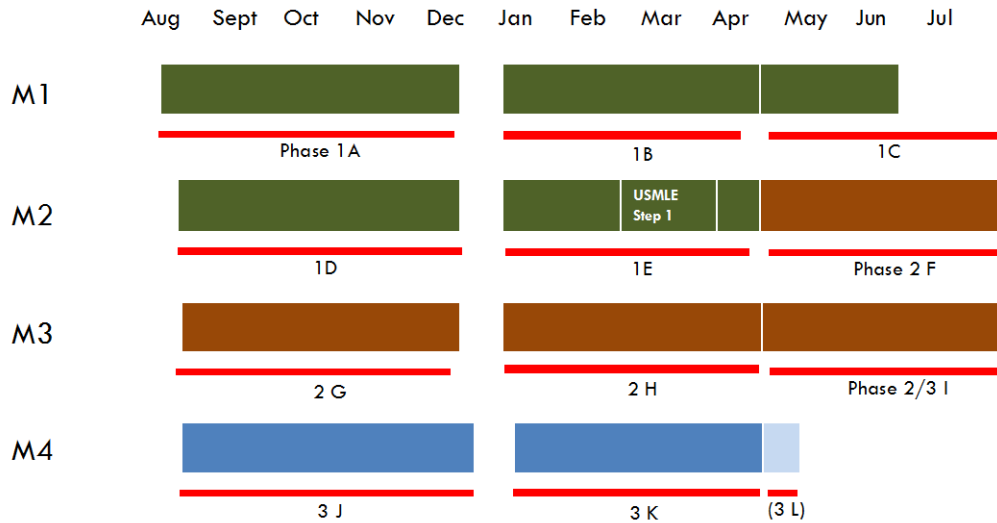 Aug Sept Oct Nov Dec Jan Feb Mar Apr May Jun Jul
M1
Phase 1A 1B 1C
M2
USMLE
Step 1
1D 1E Phase 2 F
M3
2 G 2 H Phase 2/3 I
M4
3 J 3 K (3 L)